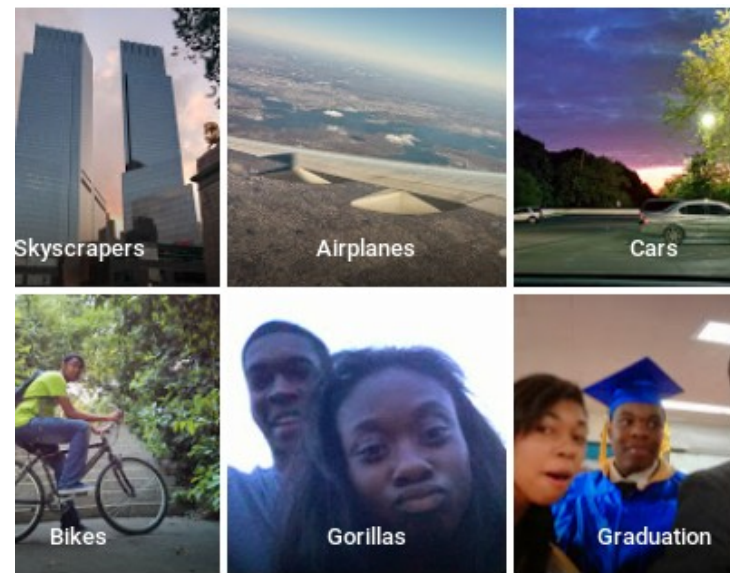 Skyscrapers
Airplanes
Cars
Bikes
Gorillas
Graduation